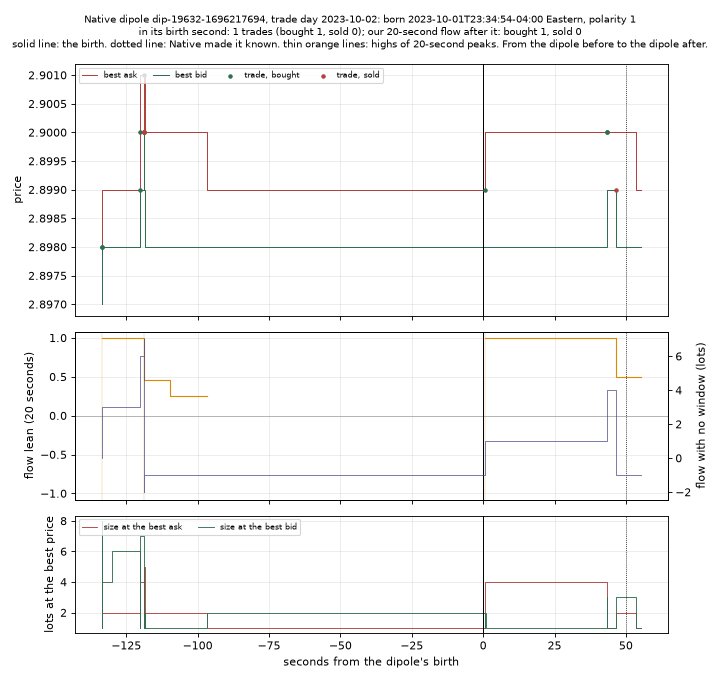 Native dipole dip-19632-1696217694, trade day 2023-10-02: born 2023-10-01T23:34:54-04:00 Eastern, polarity 1
in its birth second: 1 trades (bought 1, sold 0); our 20-second flow after it: bought 1, sold 0
solid line: the birth. dotted line: Native made it known. thin orange lines: highs of 20-second peaks. From the dipole before to the dipole after.
best ask
best bid
trade, bought
trade, sold
2.9010
2.9005
2.9000
2.8995
2.8990
2.8985
2.8980
2.8975
2.8970
price
1.0
0.5
0.0
−0.5
−1.0
flow lean (20 seconds)
6
4
2
0
−2
flow with no window (lots)
size at the best ask
size at the best bid
8
6
4
2
lots at the best price
−125
−100
−75
−50
−25
0
25
50
seconds from the dipole's birth